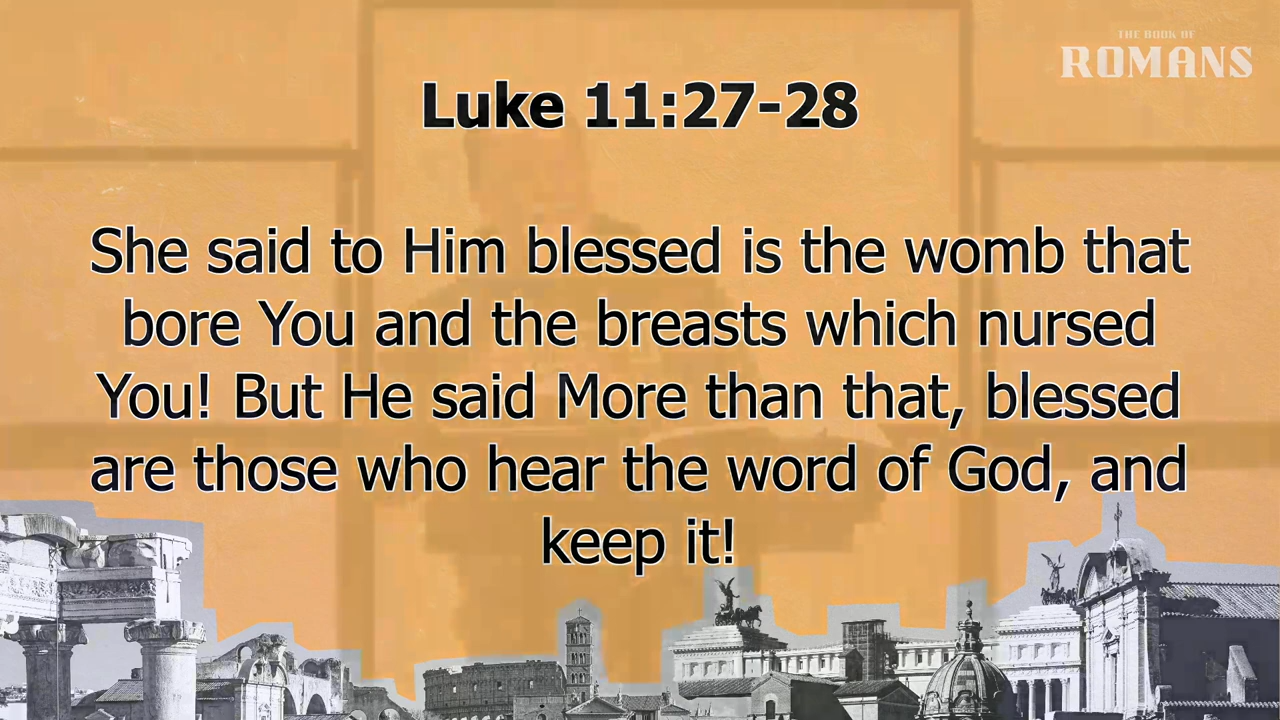 THE BOOK OF
ROMANS
Luke 11:27-28
She said to Him blessed is the womb that
bore You and the breasts which nursed
You! But He said More than that, blessed
are those who hear the word of God, and
keep it!